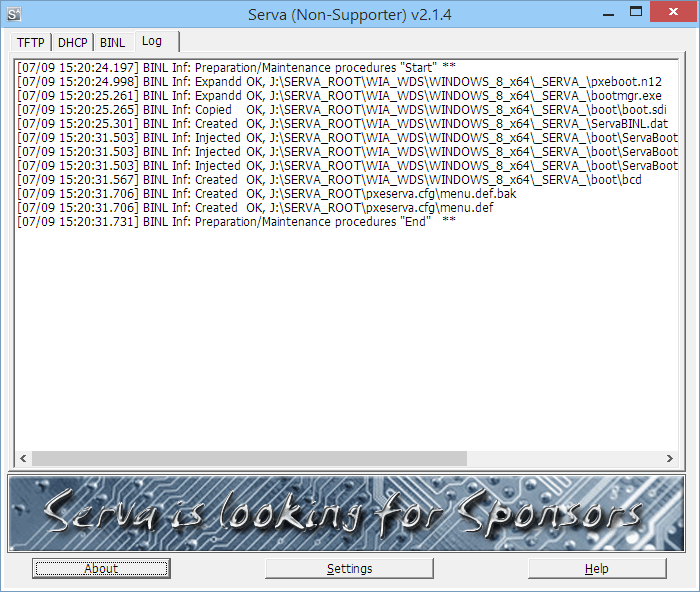 Serva (Non-Supporter) v2.1.4
TFTP DHCP BINL Log
[07/09 15:20:24.197] BINL Inf: Preparation/Maintenance procedures "Start" **
[07/09 15:20:24.998] BINL Inf: Expandd OK, J:\SERVA_ROOT\WIA_WDS\WINDOWS_8_x64\_SERVA_\pxeboot.n12
[07/09 15:20:25.261] BINL Inf: Expandd OK, J:\SERVA_ROOT\WIA_WDS\WINDOWS_8_x64\_SERVA_\bootmgr.exe
[07/09 15:20:25.265] BINL Inf: Copied OK, J:\SERVA_ROOT\WIA_WDS\WINDOWS_8_x64\_SERVA_\boot\boot.sdi
[07/09 15:20:25.301] BINL Inf: Created OK, J:\SERVA_ROOT\WIA_WDS\WINDOWS_8_x64\_SERVA_\ServaBINL.dat
[07/09 15:20:31.503] BINL Inf: Injected OK, J:\SERVA_ROOT\WIA_WDS\WINDOWS_8_x64\_SERVA_\boot\ServaBoot
[07/09 15:20:31.503] BINL Inf: Injected OK, J:\SERVA_ROOT\WIA_WDS\WINDOWS_8_x64\_SERVA_\boot\ServaBoot
[07/09 15:20:31.503] BINL Inf: Injected OK, J:\SERVA_ROOT\WIA_WDS\WINDOWS_8_x64\_SERVA_\boot\ServaBoot
[07/09 15:20:31.567] BINL Inf: Created OK, J:\SERVA_ROOT\WIA_WDS\WINDOWS_8_x64\_SERVA_\boot\bcd
[07/09 15:20:31.706] BINL Inf: Created OK, J:\SERVA_ROOT\pxeserva.cfg\menu.def.bak
[07/09 15:20:31.706] BINL Inf: Created OK, J:\SERVA_ROOT\pxeserva.cfg\menu.def
[07/09 15:20:31.731] BINL Inf: Preparation/Maintenance procedures "End" **
Serva is looking for Sponsors
About Settings Help